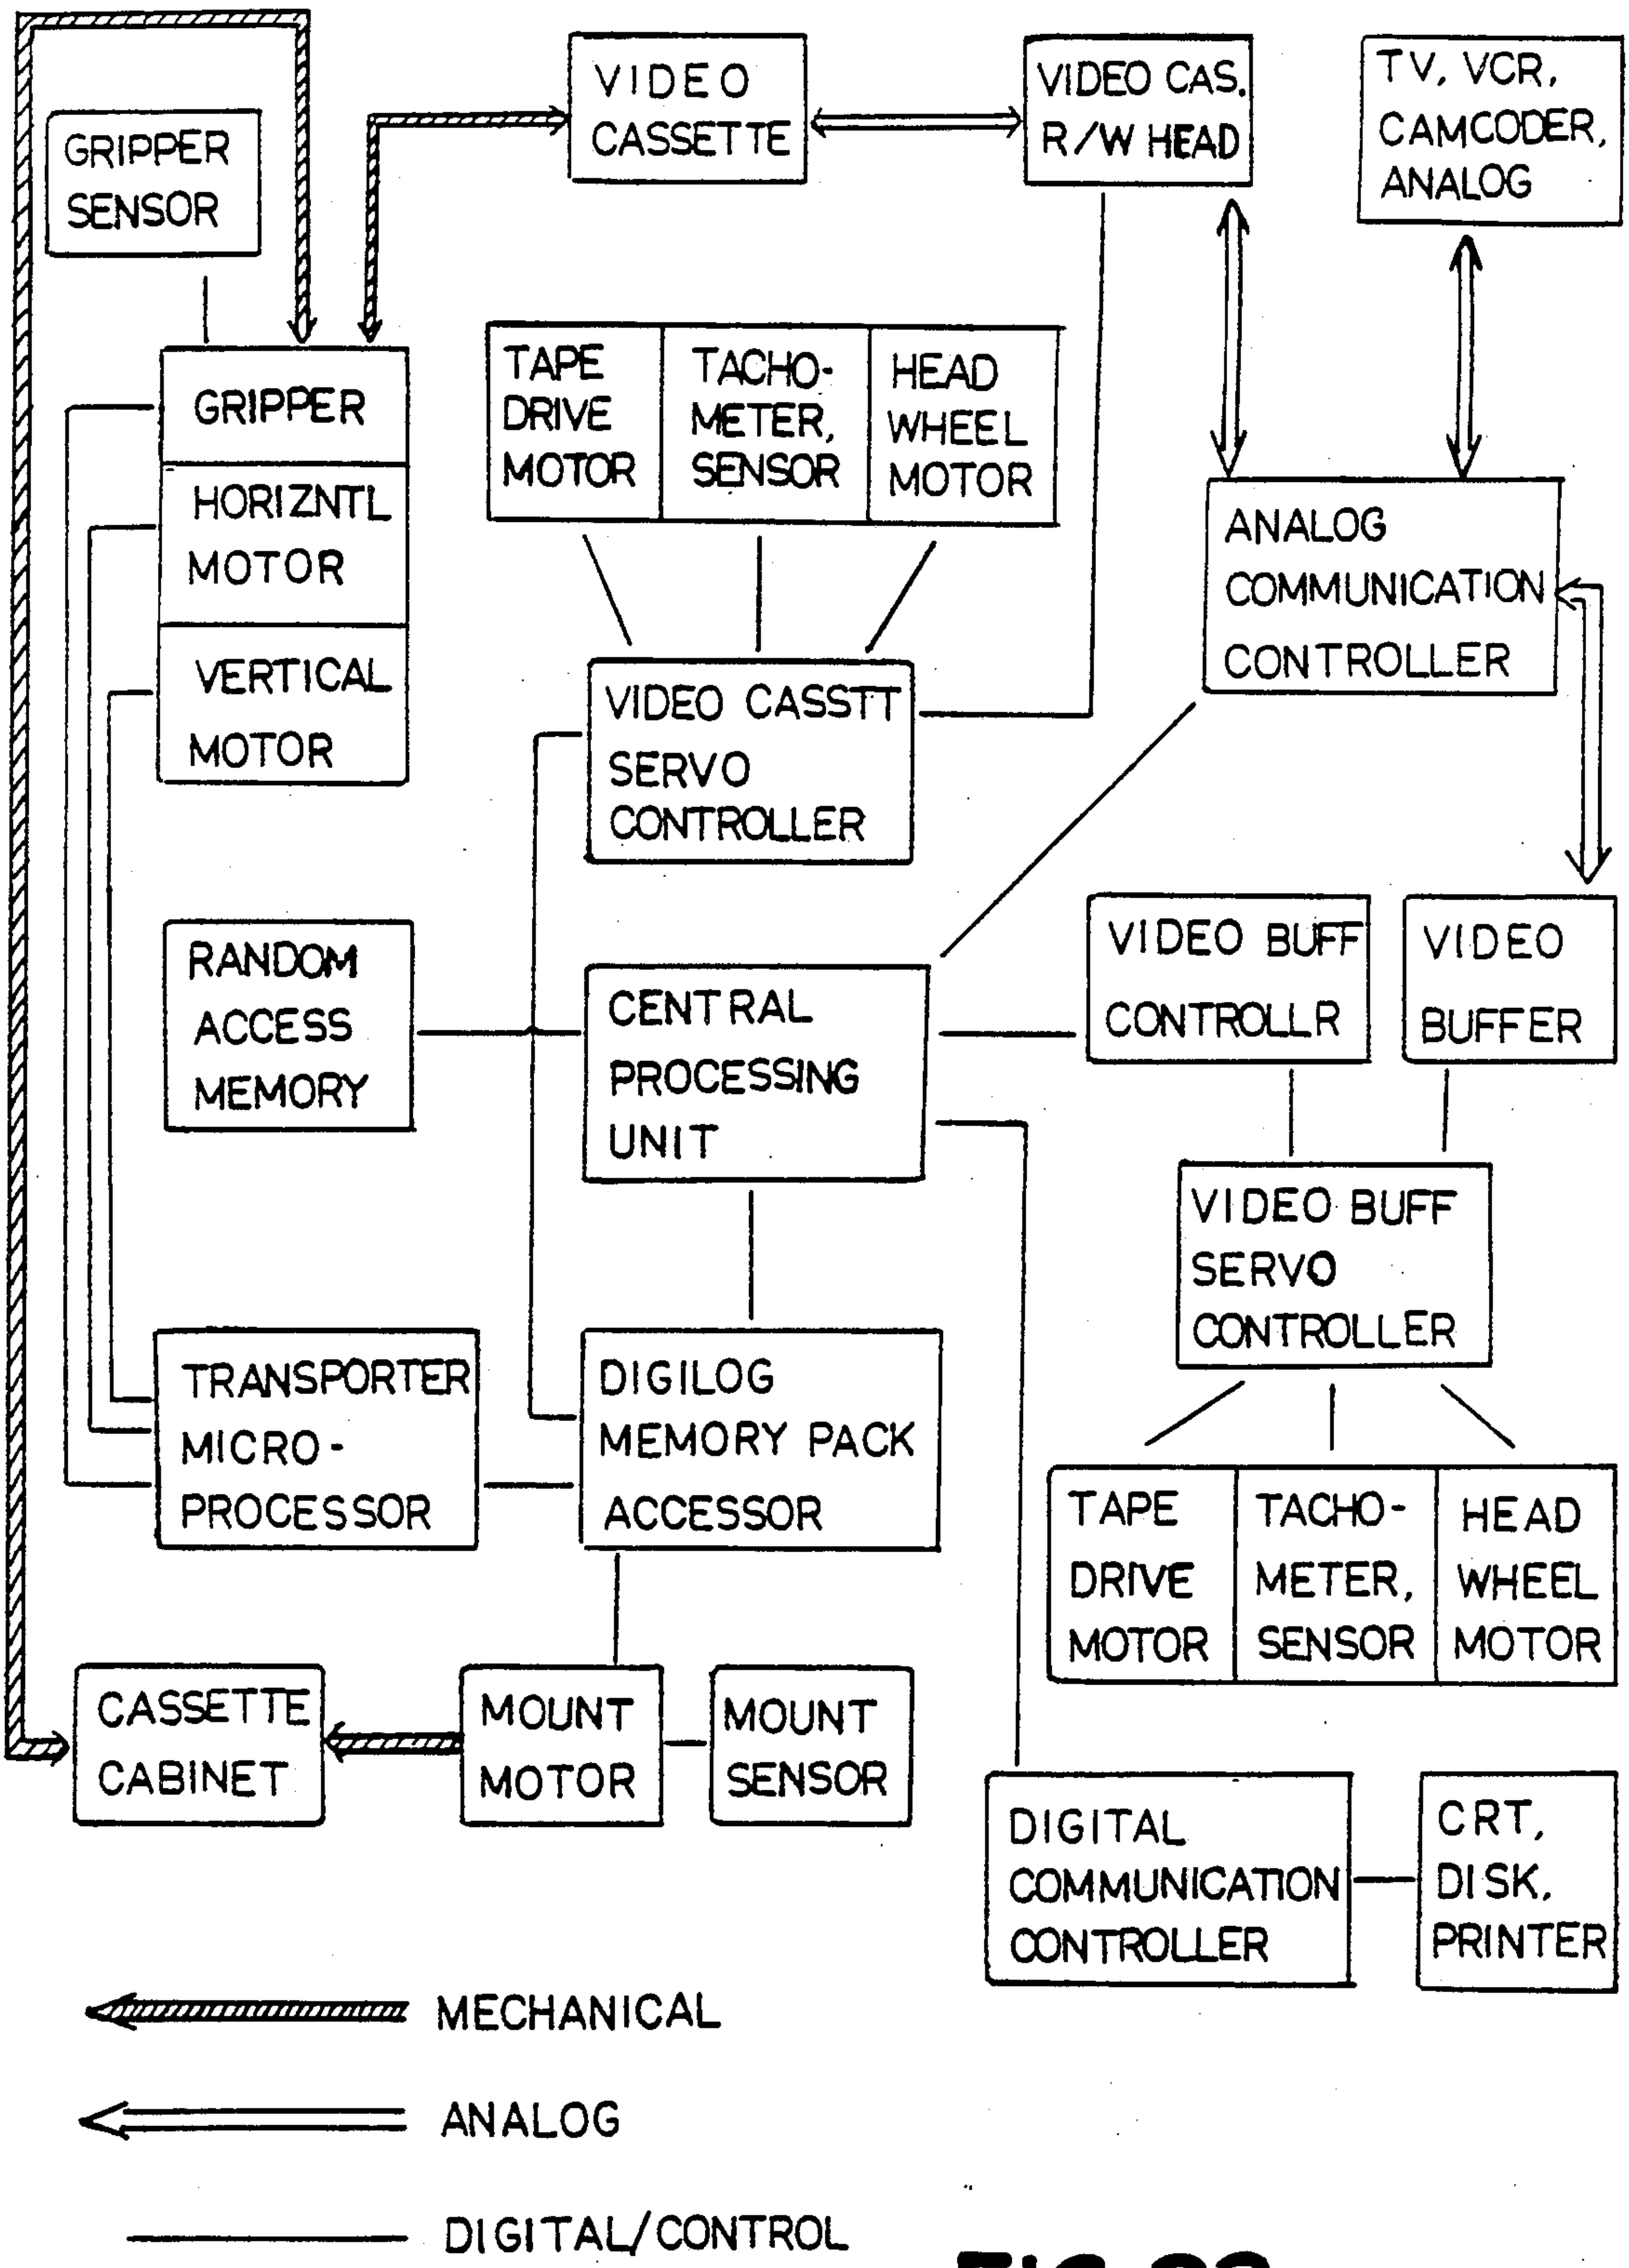 VIDEO
CASSETTE
VIDEO CAS.
R/W HEAD
TV, VCR,
CAMCODER,
ANALOG
GRIPPER
SENSOR
GRIPPER
HORIZNTL
MOTOR
VERTICAL
MOTOR
TAPE
DRIVE
MOTOR
TACHO-
METER,
SENSOR
HEAD
WHEEL
MOTOR
ANALOG
COMMUNICATION
CONTROLLER
VIDEO CASSTT
SERVO
CONTROLLER
RANDOM
ACCESS
MEMORY
CENTRAL
PROCESSING
UNIT
VIDEO BUFF
CONTROLLR
VIDEO
BUFFER
VIDEO BUFF
SERVO
CONTROLLER
TRANSPORTER
MICRO-
PROCESSOR
DIGILOG
MEMORY PACK
ACCESSOR
TAPE
DRIVE
MOTOR
TACHO-
METER,
SENSOR
HEAD
WHEEL
MOTOR
CASSETTE
CABINET
MOUNT
MOTOR
MOUNT
SENSOR
DIGITAL
COMMUNICATION
CONTROLLER
CRT,
DISK,
PRINTER
MECHANICAL
ANALOG
DIGITAL/CONTROL